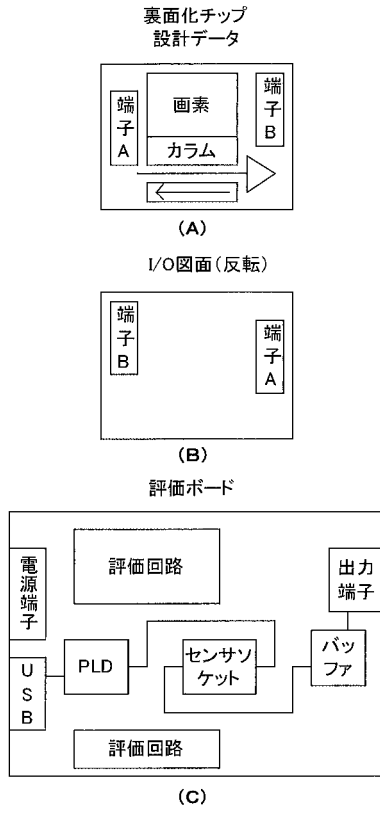 裏面化チップ
設計データ
端子A
画素
カラム
端子B
(A)
I/O図面(反転)
端子B
端子A
(B)
評価ボード
電源端子
評価回路
出力
端子
USB
PLD
センサソ
ケット
バッ
ファ
評価回路
(C)